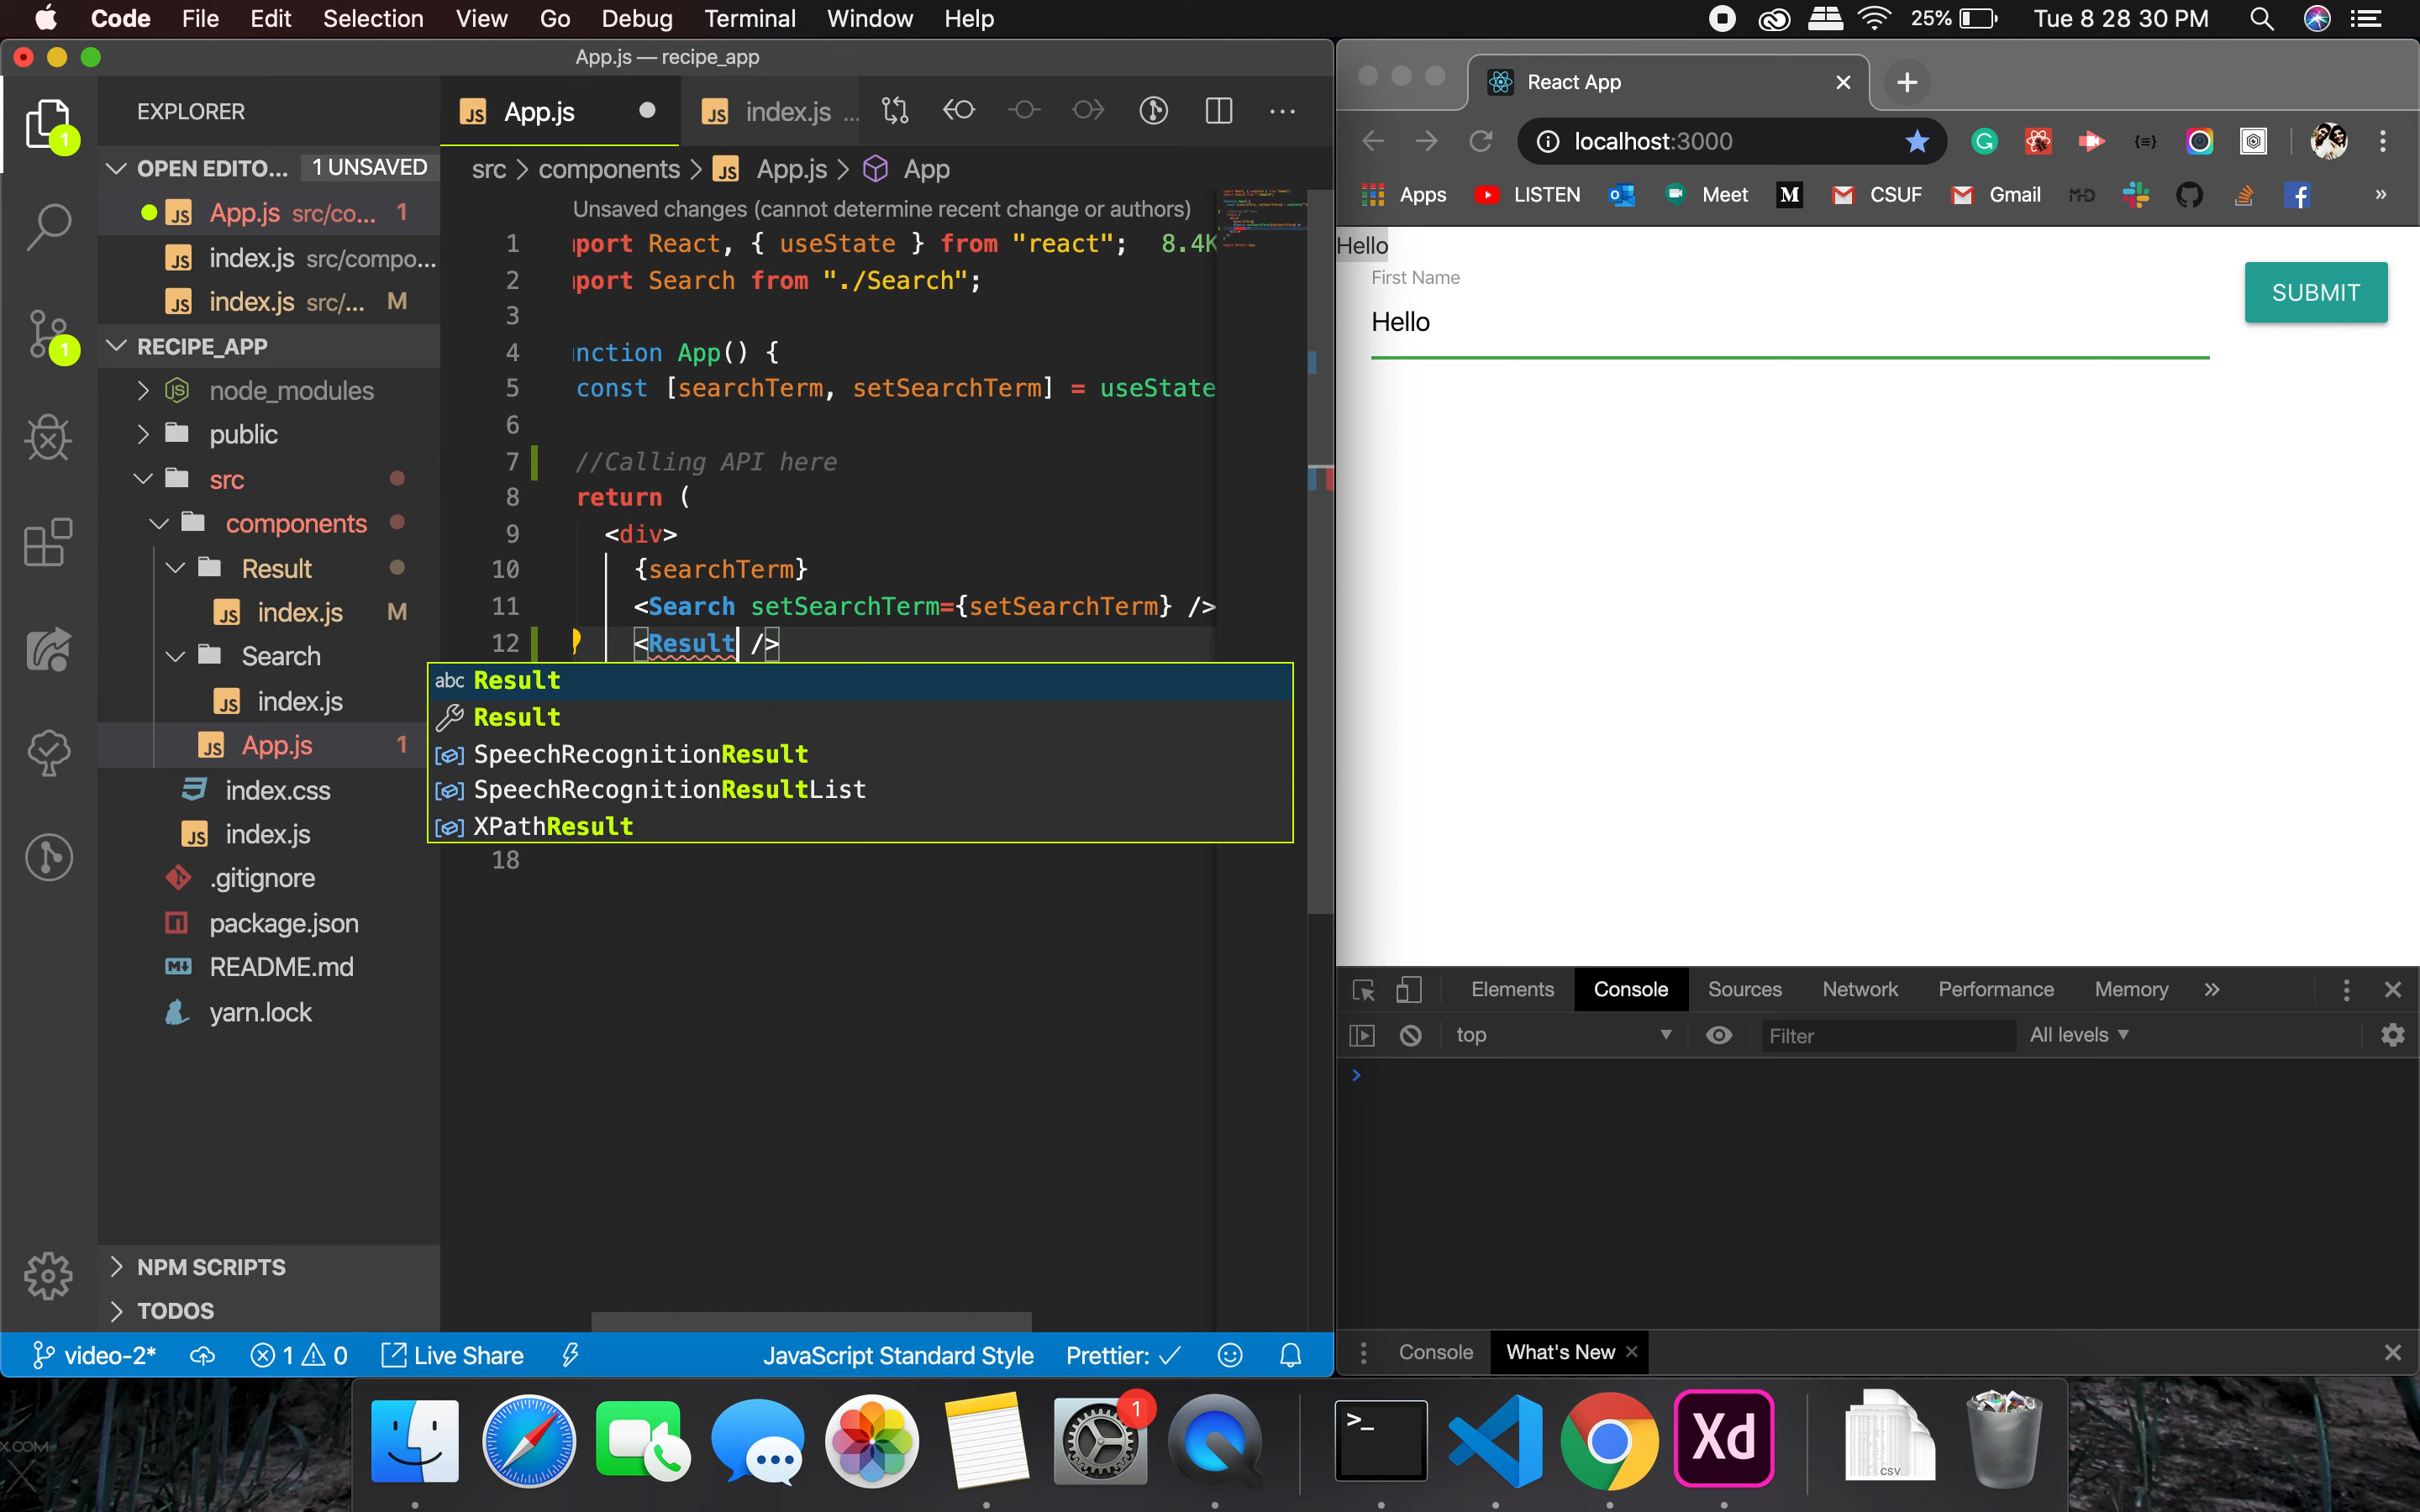 Code File Edit Selection View Go Debug Terminal Window Help
25% Tue 8 28 30 PM
App.js — recipe_app
EXPLORER
OPEN EDITO... 1 UNSAVED
App.js src/co... 1
index.js src/compo...
index.js src/... M
RECIPE_APP
node_modules
public
src
components
Result
index.js M
Search
index.js
App.js 1
index.css
index.js
.gitignore
package.json
README.md
yarn.lock
NPM SCRIPTS
TODOS
App.js index.js ...
src > components > App.js > App
Unsaved changes (cannot determine recent change or authors)
1 port React, { useState } from "react"; 8.4K
2 port Search from "./Search";
3
4 nction App() {
5 const [searchTerm, setSearchTerm] = useState
6
7 //Calling API here
8 return (
9 <div>
10 {searchTerm}
11 <Search setSearchTerm={setSearchTerm} />
12 <Result />
abc Result
Result
SpeechRecognitionResult
SpeechRecognitionResultList
XPathResult
18
video-2* 1 0 Live Share JavaScript Standard Style Prettier: ✓
React App
localhost:3000
Apps LISTEN Meet M CSUF Gmail »
Hello
First Name
Hello
SUBMIT
Elements Console Sources Network Performance Memory »
top Filter All levels
>
Console What's New
1
Xd
CSV
X.COM